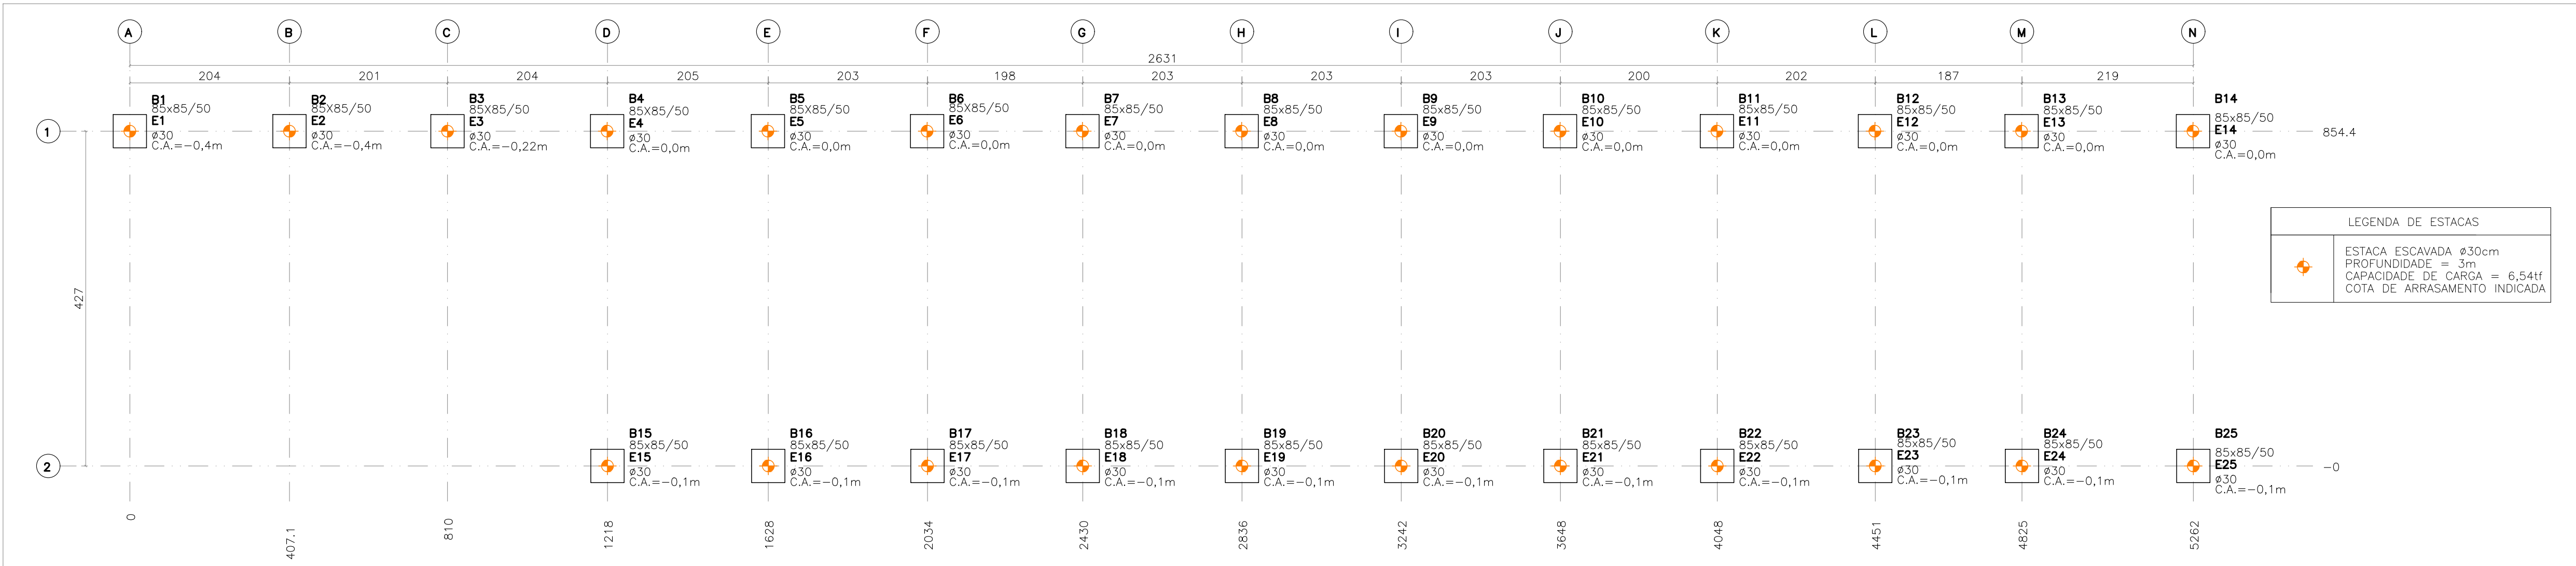 A B C D E F G H I J K L M N
2631
204 201 204 205 203 198 203 203 203 200 202 187 219
B1
85x85/50
E1
ø30
C.A.=-0,4m
B2
85X85/50
E2
ø30
C.A.=-0,4m
B3
85X85/50
E3
ø30
C.A.=-0,22m
B4
85X85/50
E4
ø30
C.A.=0,0m
B5
85X85/50
E5
ø30
C.A.=0,0m
B6
85X85/50
E6
ø30
C.A.=0,0m
B7
85x85/50
E7
ø30
C.A.=0,0m
B8
85x85/50
E8
ø30
C.A.=0,0m
B9
85x85/50
E9
ø30
C.A.=0,0m
B10
85x85/50
E10
ø30
C.A.=0,0m
B11
85x85/50
E11
ø30
C.A.=0,0m
B12
85x85/50
E12
ø30
C.A.=0,0m
B13
85x85/50
E13
ø30
C.A.=0,0m
B14
85x85/50
E14
ø30
C.A.=0,0m
1
854.4
427
LEGENDA DE ESTACAS
ESTACA ESCAVADA ø30cm
PROFUNDIDADE = 3m
CAPACIDADE DE CARGA = 6,54tf
COTA DE ARRASAMENTO INDICADA
B15
85x85/50
E15
ø30
C.A.=-0,1m
B16
85x85/50
E16
ø30
C.A.=-0,1m
B17
85x85/50
E17
ø30
C.A.=-0,1m
B18
85x85/50
E18
ø30
C.A.=-0,1m
B19
85x85/50
E19
ø30
C.A.=-0,1m
B20
85x85/50
E20
ø30
C.A.=-0,1m
B21
85x85/50
E21
ø30
C.A.=-0,1m
B22
85x85/50
E22
ø30
C.A.=-0,1m
B23
85x85/50
E23
ø30
C.A.=-0,1m
B24
85x85/50
E24
ø30
C.A.=-0,1m
B25
85x85/50
E25
ø30
C.A.=-0,1m
2
-0
0
407.1
810
1218
1628
2034
2430
2836
3242
3648
4048
4451
4825
5262